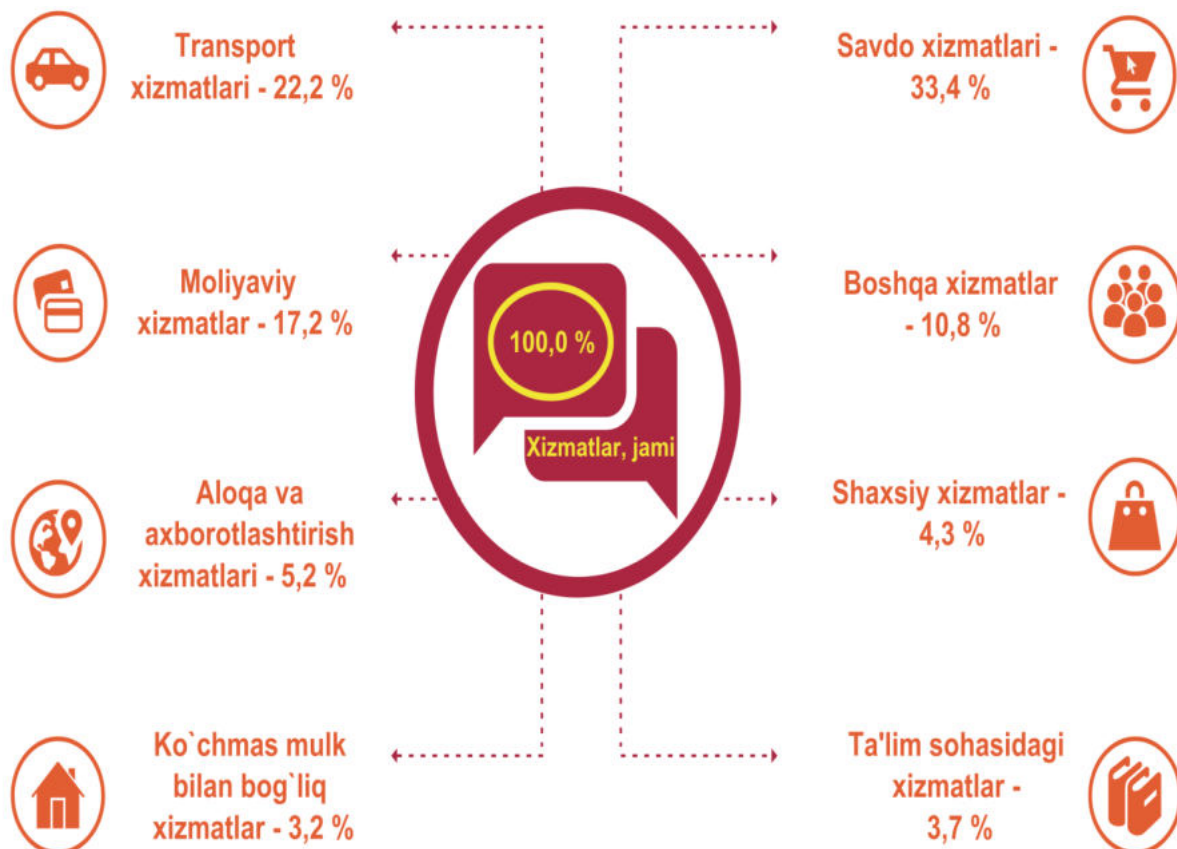 Transport
xizmatlari - 22,2 %
Savdo xizmatlari -
33,4 %
Moliyaviy
xizmatlar - 17,2 %
Boshqa xizmatlar
- 10,8 %
100,0 %
Xizmatlar, jami
Aloqa va
axborotlashtirish
xizmatlari - 5,2 %
Shaxsiy xizmatlar -
4,3 %
Ko`chmas mulk
bilan bog`liq
xizmatlar - 3,2 %
Ta'lim sohasidagi
xizmatlar -
3,7 %